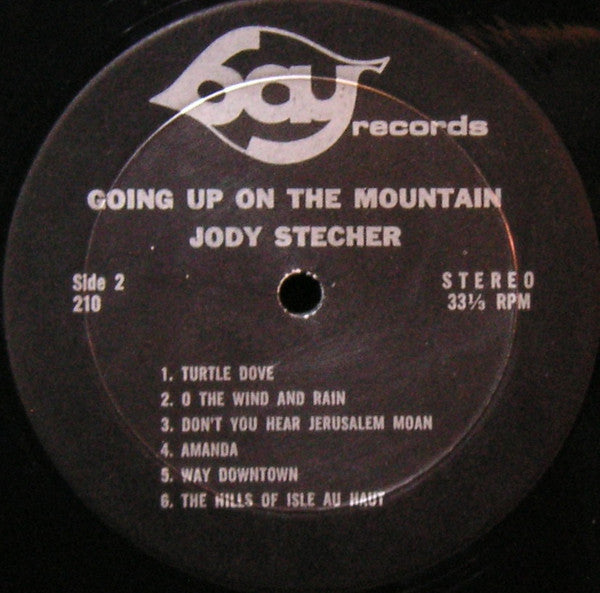 bay
records
GOING UP ON THE MOUNTAIN
JODY STECHER
Side 2
210
STEREO
33⅓ RPM
1. TURTLE DOVE
2. O THE WIND AND RAIN
3. DON'T YOU HEAR JERUSALEM MOAN
4. AMANDA
5. WAY DOWNTOWN
6. THE HILLS OF ISLE AU HAUT